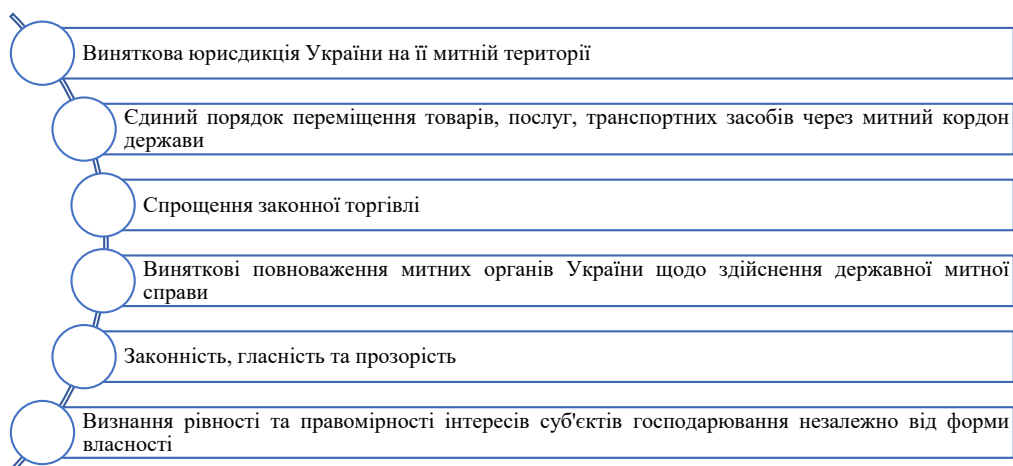 Виняткова юрисдикція України на її митній території
Єдиний порядок переміщення товарів, послуг, транспортних засобів через митний кордон
держави
Спрощення законної торгівлі
Виняткові повноваження митних органів України щодо здійснення державної митної
справи
Законність, гласність та прозорість
Визнання рівності та правомірності інтересів суб'єктів господарювання незалежно від форми
власності